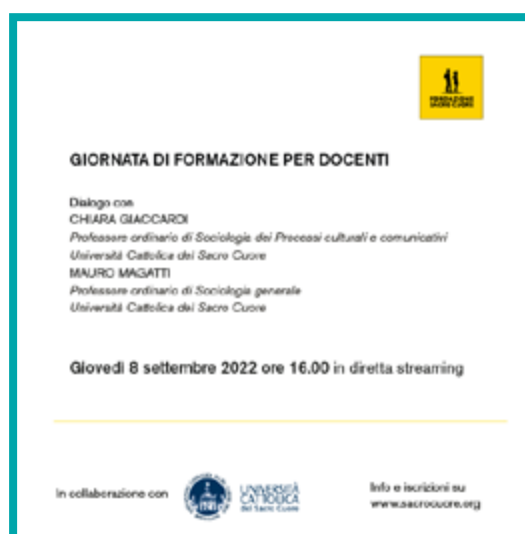 FONDAZIONE
SACRO CUORE
GIORNATA DI FORMAZIONE PER DOCENTI
Dialogo con
CHIARA GIACCARDI
Professore ordinario di Sociologia dei Processi culturali e comunicativi
Università Cattolica del Sacro Cuore
MAURO MAGATTI
Professore ordinario di Sociologia generale
Università Cattolica del Sacro Cuore
Giovedì 8 settembre 2022 ore 16.00 in diretta streaming
In collaborazione con
UNIVERSITÀ
CATTOLICA
del Sacro Cuore
Info e iscrizioni su
www.sacrocuore.org